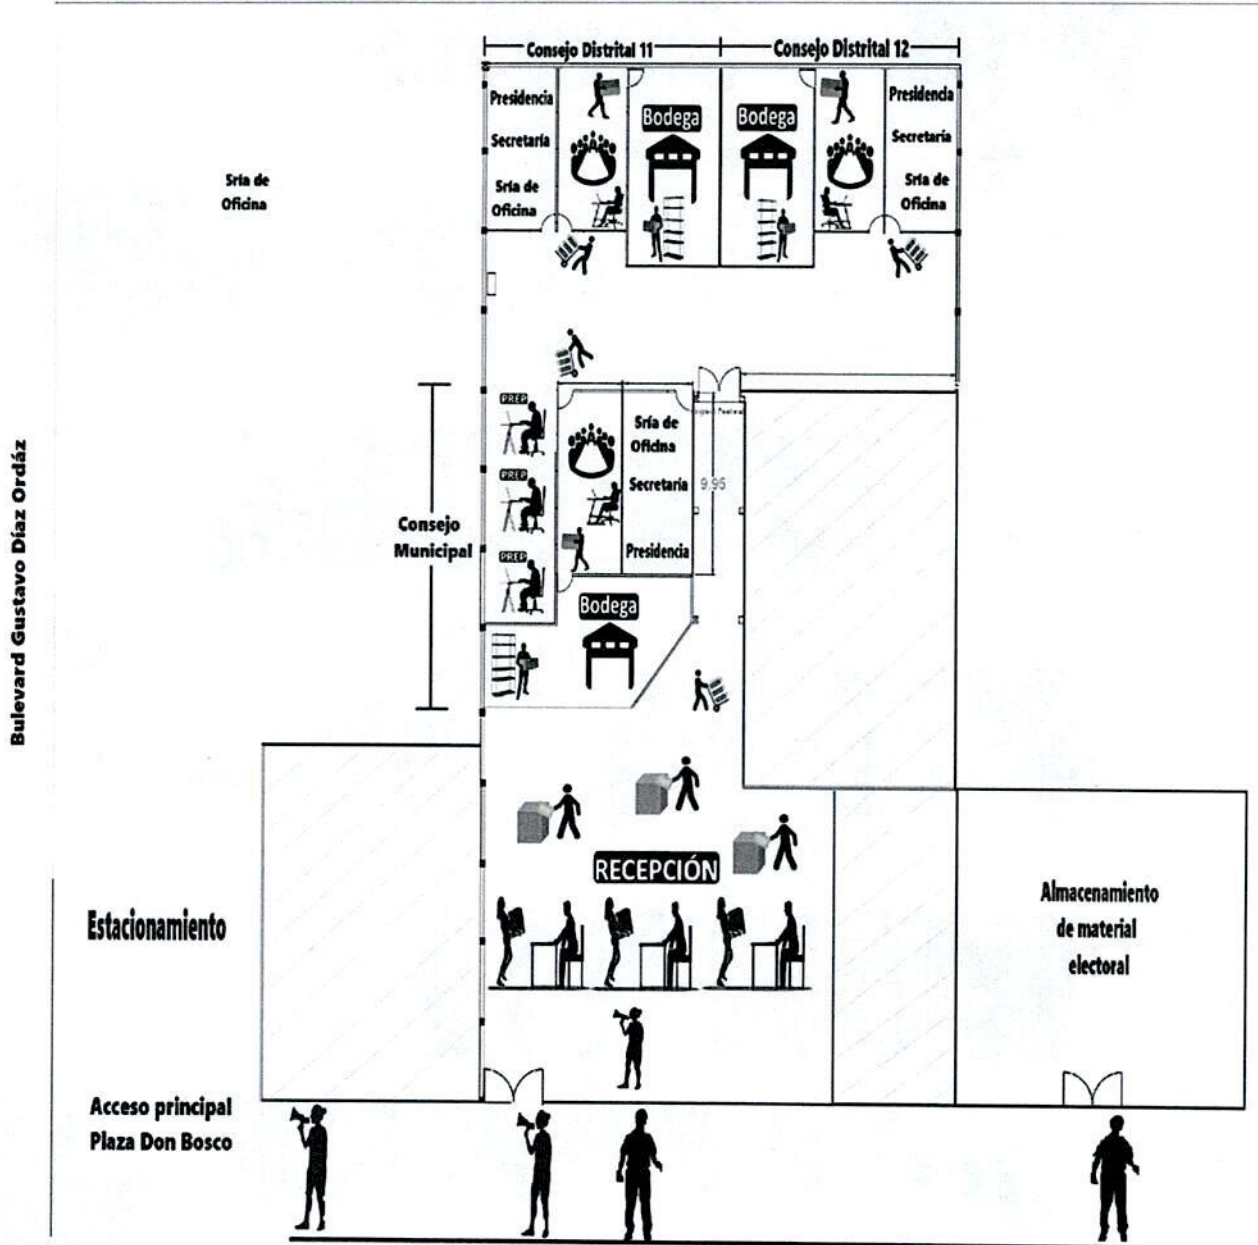 Consejo Distrital 11
Consejo Distrital 12
Presidencia
Secretaría
Sría de
Oficina
Bodega
Bodega
Presidencia
Secretaría
Sría de
Oficina
Sría de
Oficina
Bulevard Gustavo Díaz Ordáz
Consejo
Municipal
PREP
PREP
PREP
Sría de
Oficina
Secretaría
Presidencia
9.95
Bodega
RECEPCIÓN
Estacionamiento
Almacenamiento
de material
electoral
Acceso principal
Plaza Don Bosco